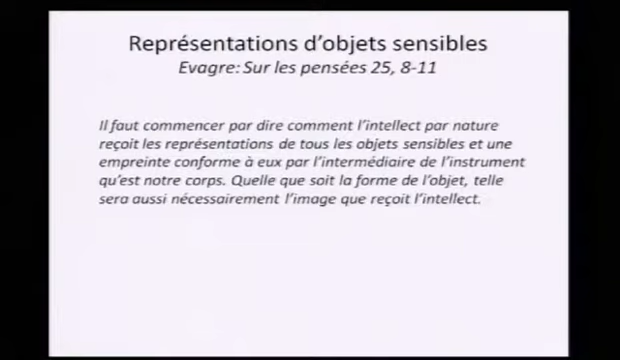 Représentations d'objets sensibles
Evagre: Sur les pensées 25, 8-11
Il faut commencer par dire comment l'intellect par nature
reçoit les représentations de tous les objets sensibles et une
empreinte conforme à eux par l'intermédiaire de l'instrument
qu'est notre corps. Quelle que soit la forme de l'objet, telle
sera aussi nécessairement l'image que reçoit l'intellect.